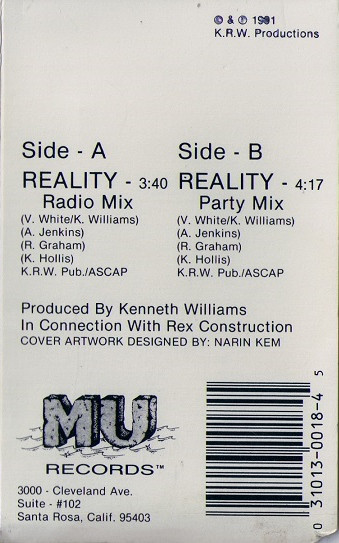 © & ℗ 1991
K.R.W. Productions
Side - A
REALITY - 3:40
Radio Mix
(V. White/K. Williams)
(A. Jenkins)
(R. Graham)
(K. Hollis)
K.R.W. Pub./ASCAP
Side - B
REALITY - 4:17
Party Mix
(V. White/K. Williams)
(A. Jenkins)
(R. Graham)
(K. Hollis)
K.R.W. Pub./ASCAP
Produced By Kenneth Williams
In Connection With Rex Construction
COVER ARTWORK DESIGNED BY: NARIN KEM
MU
RECORDS™
3000 - Cleveland Ave.
Suite - #102
Santa Rosa, Calif. 95403
0 31013-0018-4 5